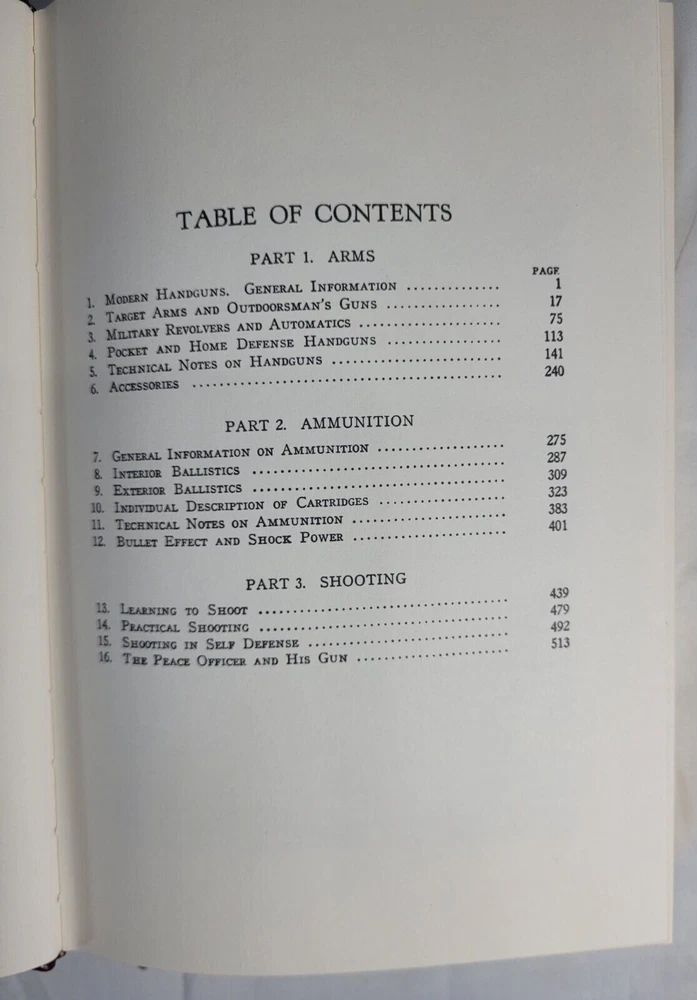 TABLE OF CONTENTS
PART 1. ARMS
PAGE
1. MODERN HANDGUNS. GENERAL INFORMATION .............. 1
2. TARGET ARMS AND OUTDOORSMAN'S GUNS ................. 17
3. MILITARY REVOLVERS AND AUTOMATICS ..................... 75
4. POCKET AND HOME DEFENSE HANDGUNS ................. 113
5. TECHNICAL NOTES ON HANDGUNS ......................... 141
6. ACCESSORIES ............................................. 240
PART 2. AMMUNITION
7. GENERAL INFORMATION ON AMMUNITION ................... 275
8. INTERIOR BALLISTICS ..................................... 287
9. EXTERIOR BALLISTICS ..................................... 309
10. INDIVIDUAL DESCRIPTION OF CARTRIDGES ................... 323
11. TECHNICAL NOTES ON AMMUNITION ....................... 383
12. BULLET EFFECT AND SHOCK POWER ....................... 401
PART 3. SHOOTING
13. LEARNING TO SHOOT ..................................... 439
14. PRACTICAL SHOOTING ..................................... 479
15. SHOOTING IN SELF DEFENSE .............................. 492
16. THE PEACE OFFICER AND HIS GUN ....................... 513